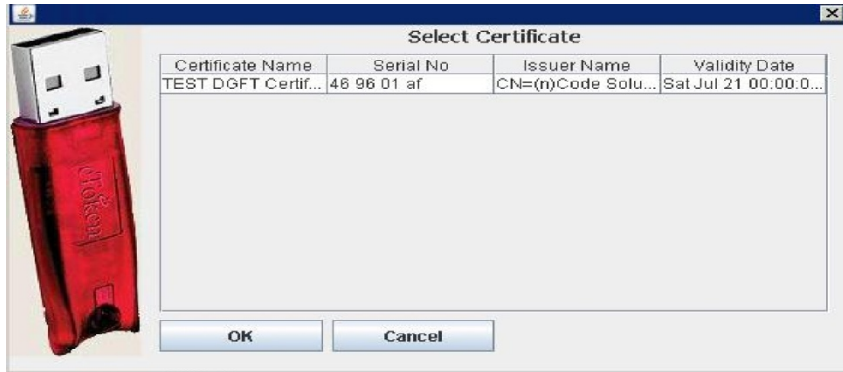 Select Certificate
Certificate Name Serial No Issuer Name Validity Date
TEST DGFT Certif... 46 96 01 af CN=(n)Code Solu... Sat Jul 21 00:00:0...
eToken
OK Cancel